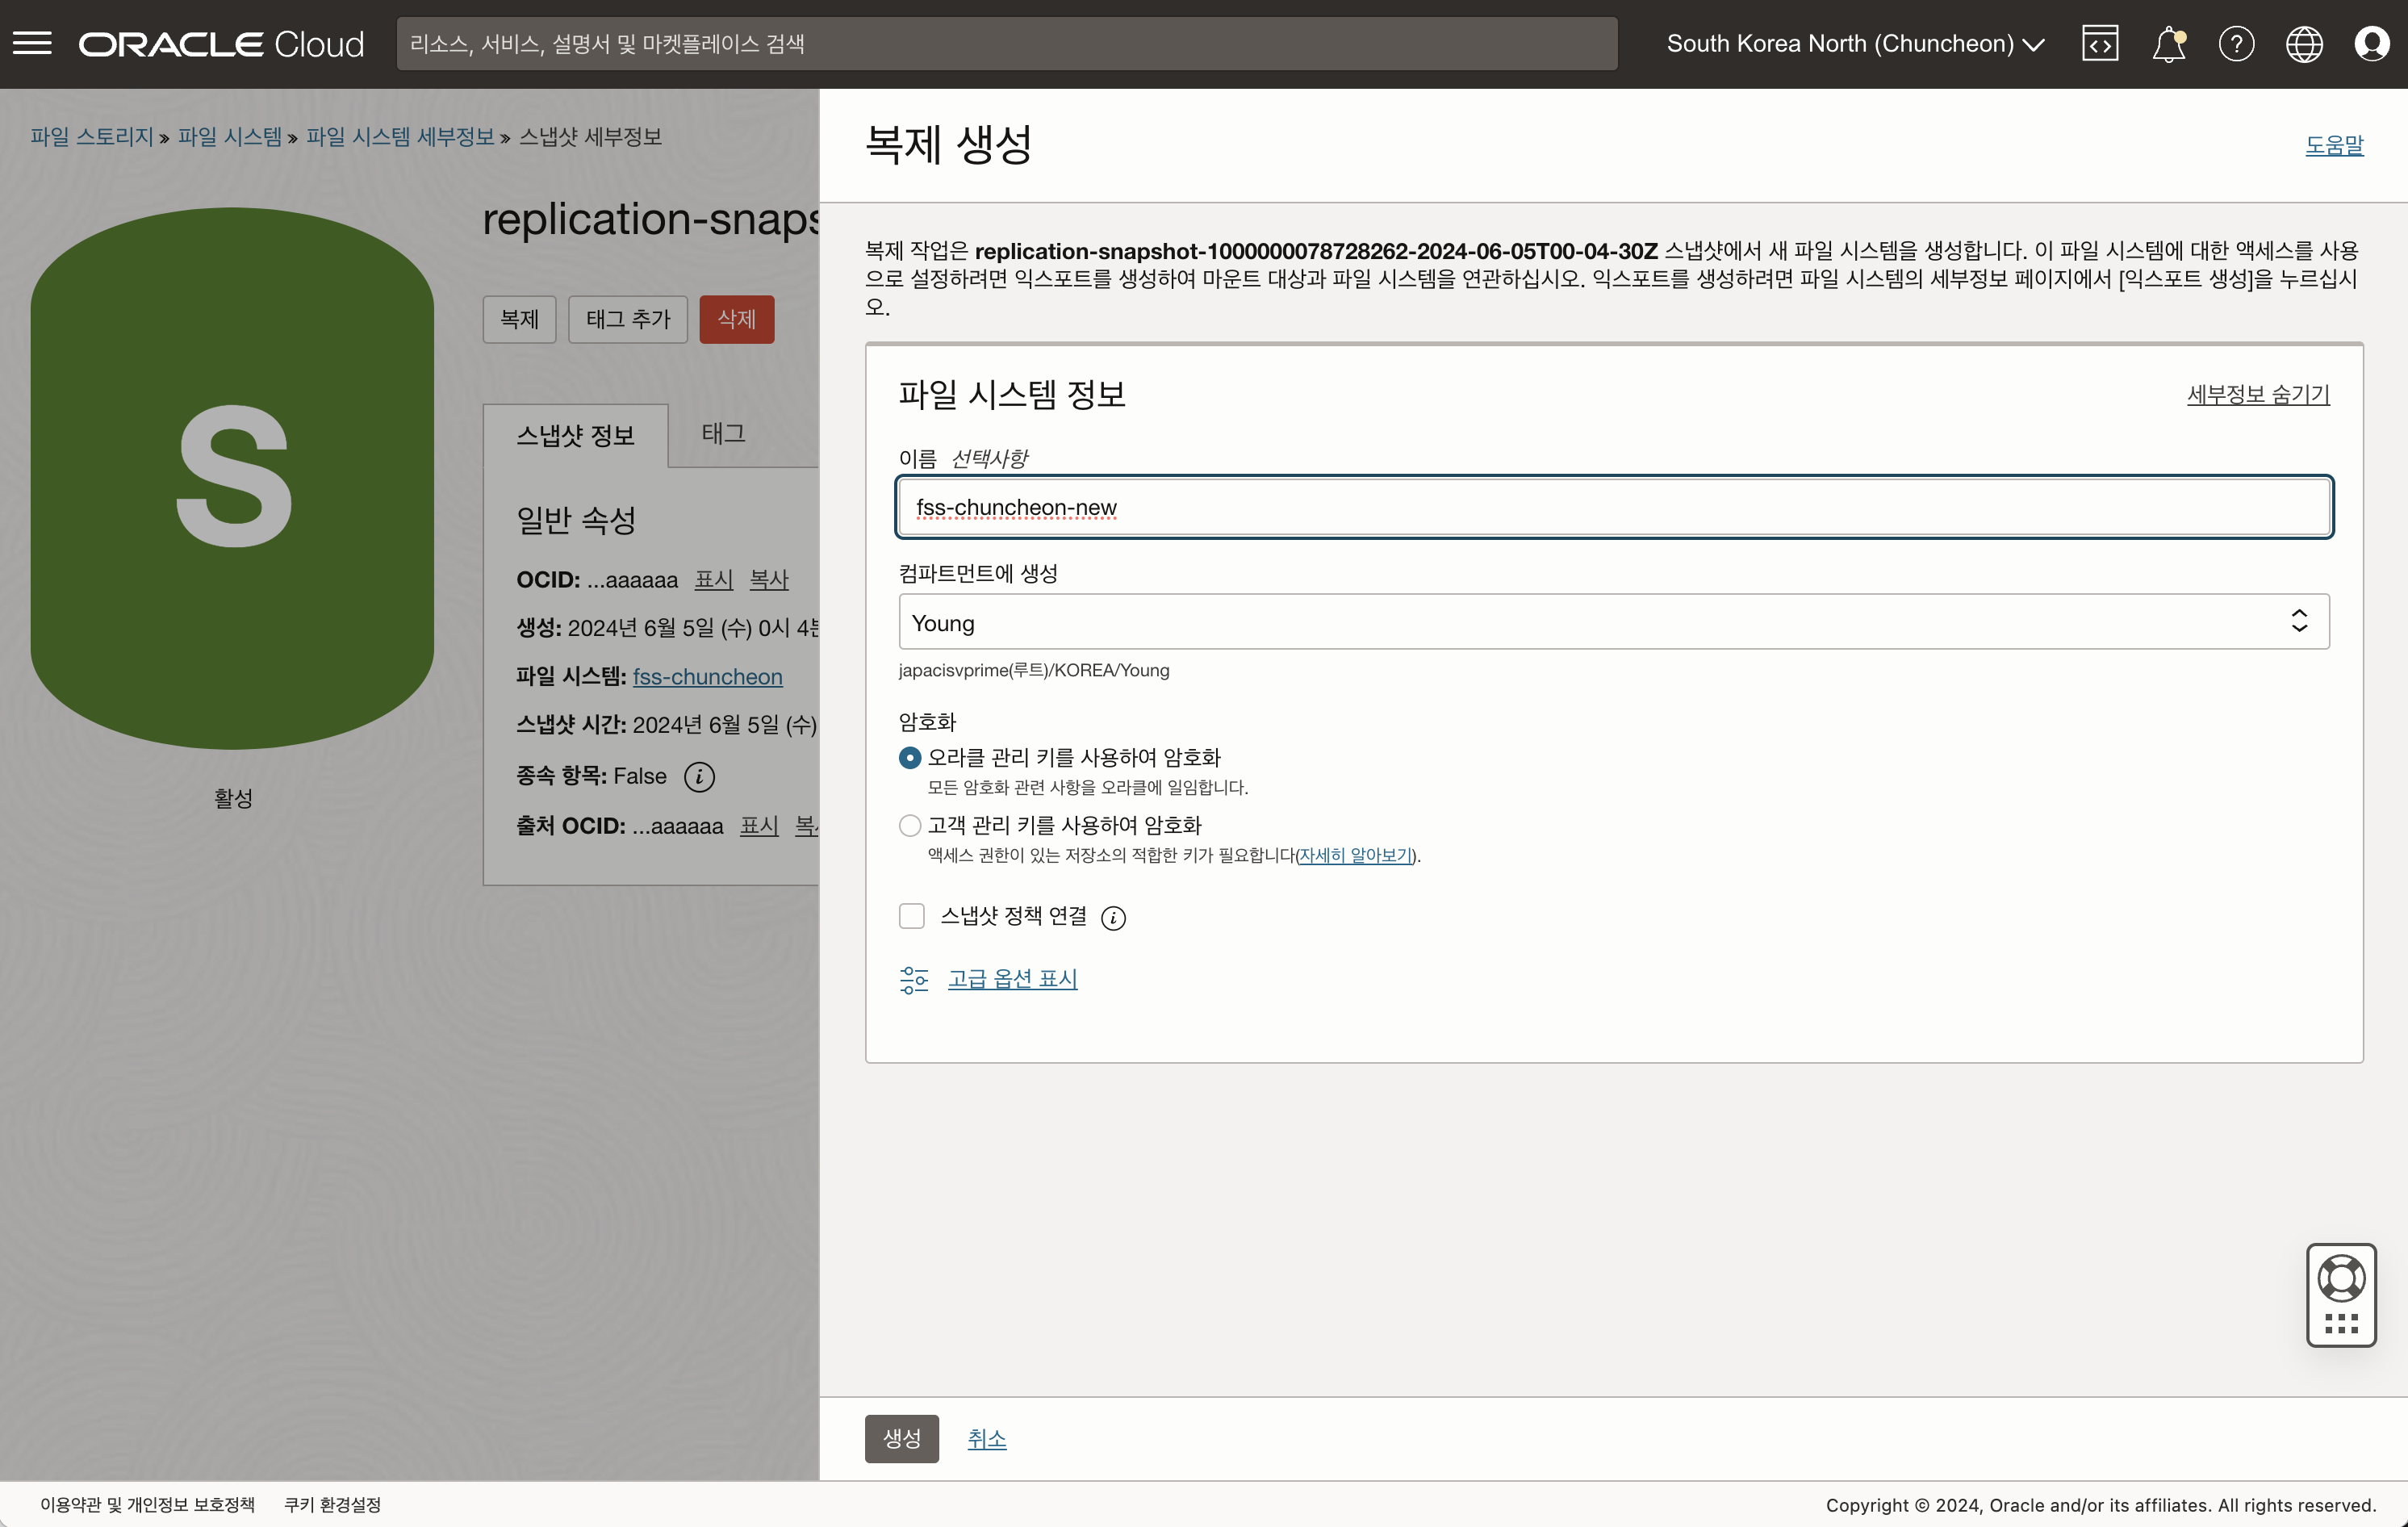 ORACLE Cloud
리소스, 서비스, 설명서 및 마켓플레이스 검색
South Korea North (Chuncheon)
파일 스토리지 » 파일 시스템 » 파일 시스템 세부정보 » 스냅샷 세부정보
replication-snaps
복제
태그 추가
삭제
S
활성
스냅샷 정보
태그
일반 속성
OCID: ...aaaaaa 표시 복사
생성: 2024년 6월 5일 (수) 0시 4분
파일 시스템: fss-chuncheon
스냅샷 시간: 2024년 6월 5일 (수)
종속 항목: False
출처 OCID: ...aaaaaa 표시
복제 생성
도움말
복제 작업은 replication-snapshot-1000000078728262-2024-06-05T00-04-30Z 스냅샷에서 새 파일 시스템을 생성합니다. 이 파일 시스템에 대한 액세스를 사용
으로 설정하려면 익스포트를 생성하여 마운트 대상과 파일 시스템을 연관하십시오. 익스포트를 생성하려면 파일 시스템의 세부정보 페이지에서 [익스포트 생성]을 누르십시
오.
파일 시스템 정보
세부정보 숨기기
이름 선택사항
fss-chuncheon-new
컴파트먼트에 생성
Young
japacisvprime(루트)/KOREA/Young
암호화
오라클 관리 키를 사용하여 암호화
모든 암호화 관련 사항을 오라클에 일임합니다.
고객 관리 키를 사용하여 암호화
액세스 권한이 있는 저장소의 적합한 키가 필요합니다(자세히 알아보기).
스냅샷 정책 연결
고급 옵션 표시
생성
취소
이용약관 및 개인정보 보호정책
쿠키 환경설정
Copyright © 2024, Oracle and/or its affiliates. All rights reserved.